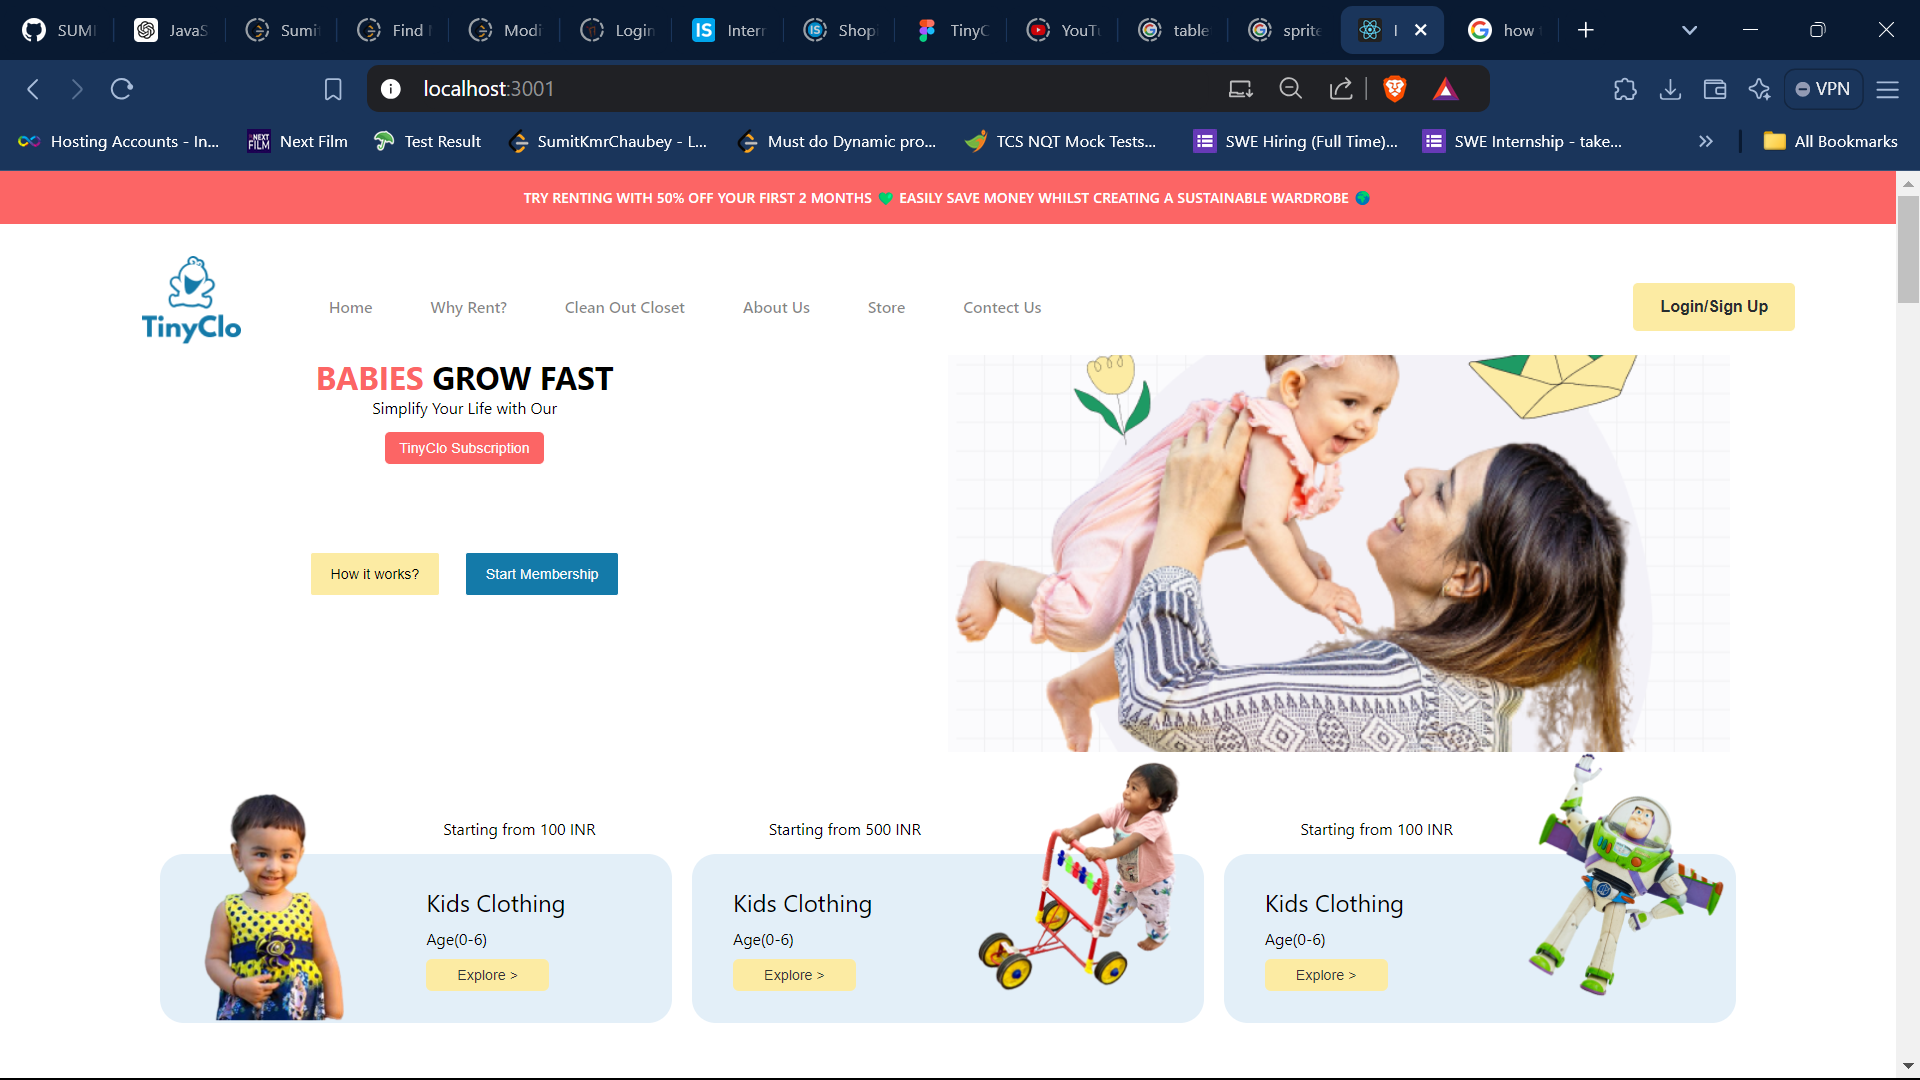 SUMI
JavaS
Sumit
Find
Modi
Login
IS
Intern
Shop
TinyC
YouTu
table
sprite
how
localhost:3001
VPN
Hosting Accounts - In...
NEXT FILM
Next Film
Test Result
SumitKmrChaubey - L...
Must do Dynamic pro...
TCS NQT Mock Tests...
SWE Hiring (Full Time)...
SWE Internship - take...
All Bookmarks
TRY RENTING WITH 50% OFF YOUR FIRST 2 MONTHS 💚 EASILY SAVE MONEY WHILST CREATING A SUSTAINABLE WARDROBE 🌍
TinyClo
Home
Why Rent?
Clean Out Closet
About Us
Store
Contect Us
Login/Sign Up
BABIES GROW FAST
Simplify Your Life with Our
TinyClo Subscription
How it works?
Start Membership
Starting from 100 INR
Kids Clothing
Age(0-6)
Explore >
Starting from 500 INR
Kids Clothing
Age(0-6)
Explore >
Starting from 100 INR
Kids Clothing
Age(0-6)
Explore >